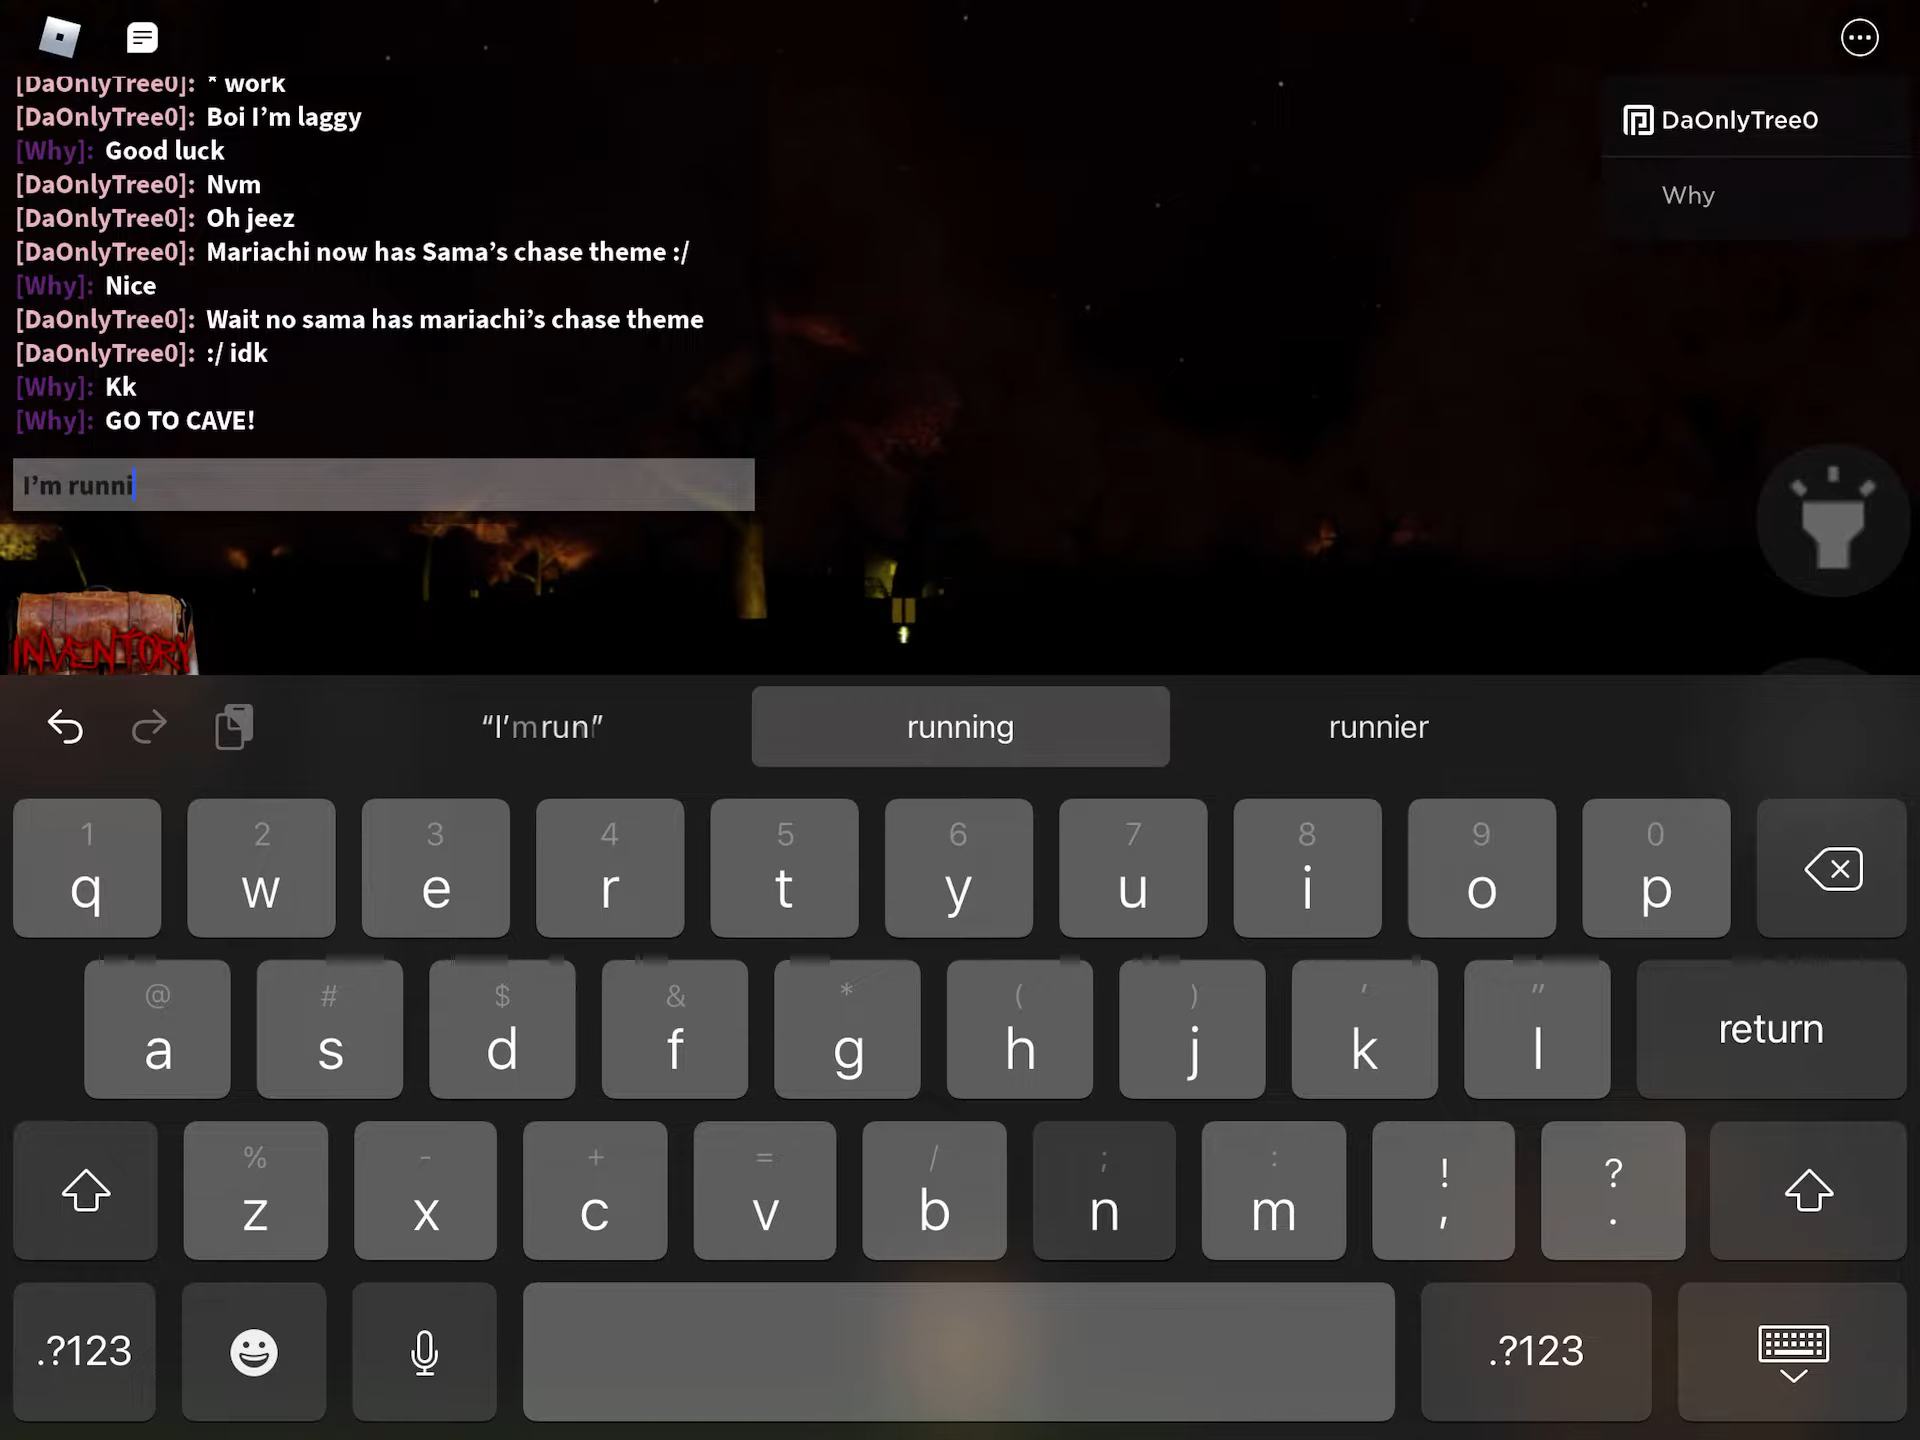 [DaOnlyTree0]: * work
[DaOnlyTree0]: Boi I’m laggy
[Why]: Good luck
[DaOnlyTree0]: Nvm
[DaOnlyTree0]: Oh jeez
[DaOnlyTree0]: Mariachi now has Sama’s chase theme :/
[Why]: Nice
[DaOnlyTree0]: Wait no sama has mariachi’s chase theme
[DaOnlyTree0]: :/ idk
[Why]: Kk
[Why]: GO TO CAVE!
DaOnlyTree0
Why
I’m runni
INVENTORY
“I’m run” running runnier
1 2 3 4 5 6 7 8 9 0
q w e r t y u i o p
@ # $ & * ( ) ’ ”
a s d f g h j k l return
% - + = / ; : ! ?
z x c v b n m , .
.?123 .?123